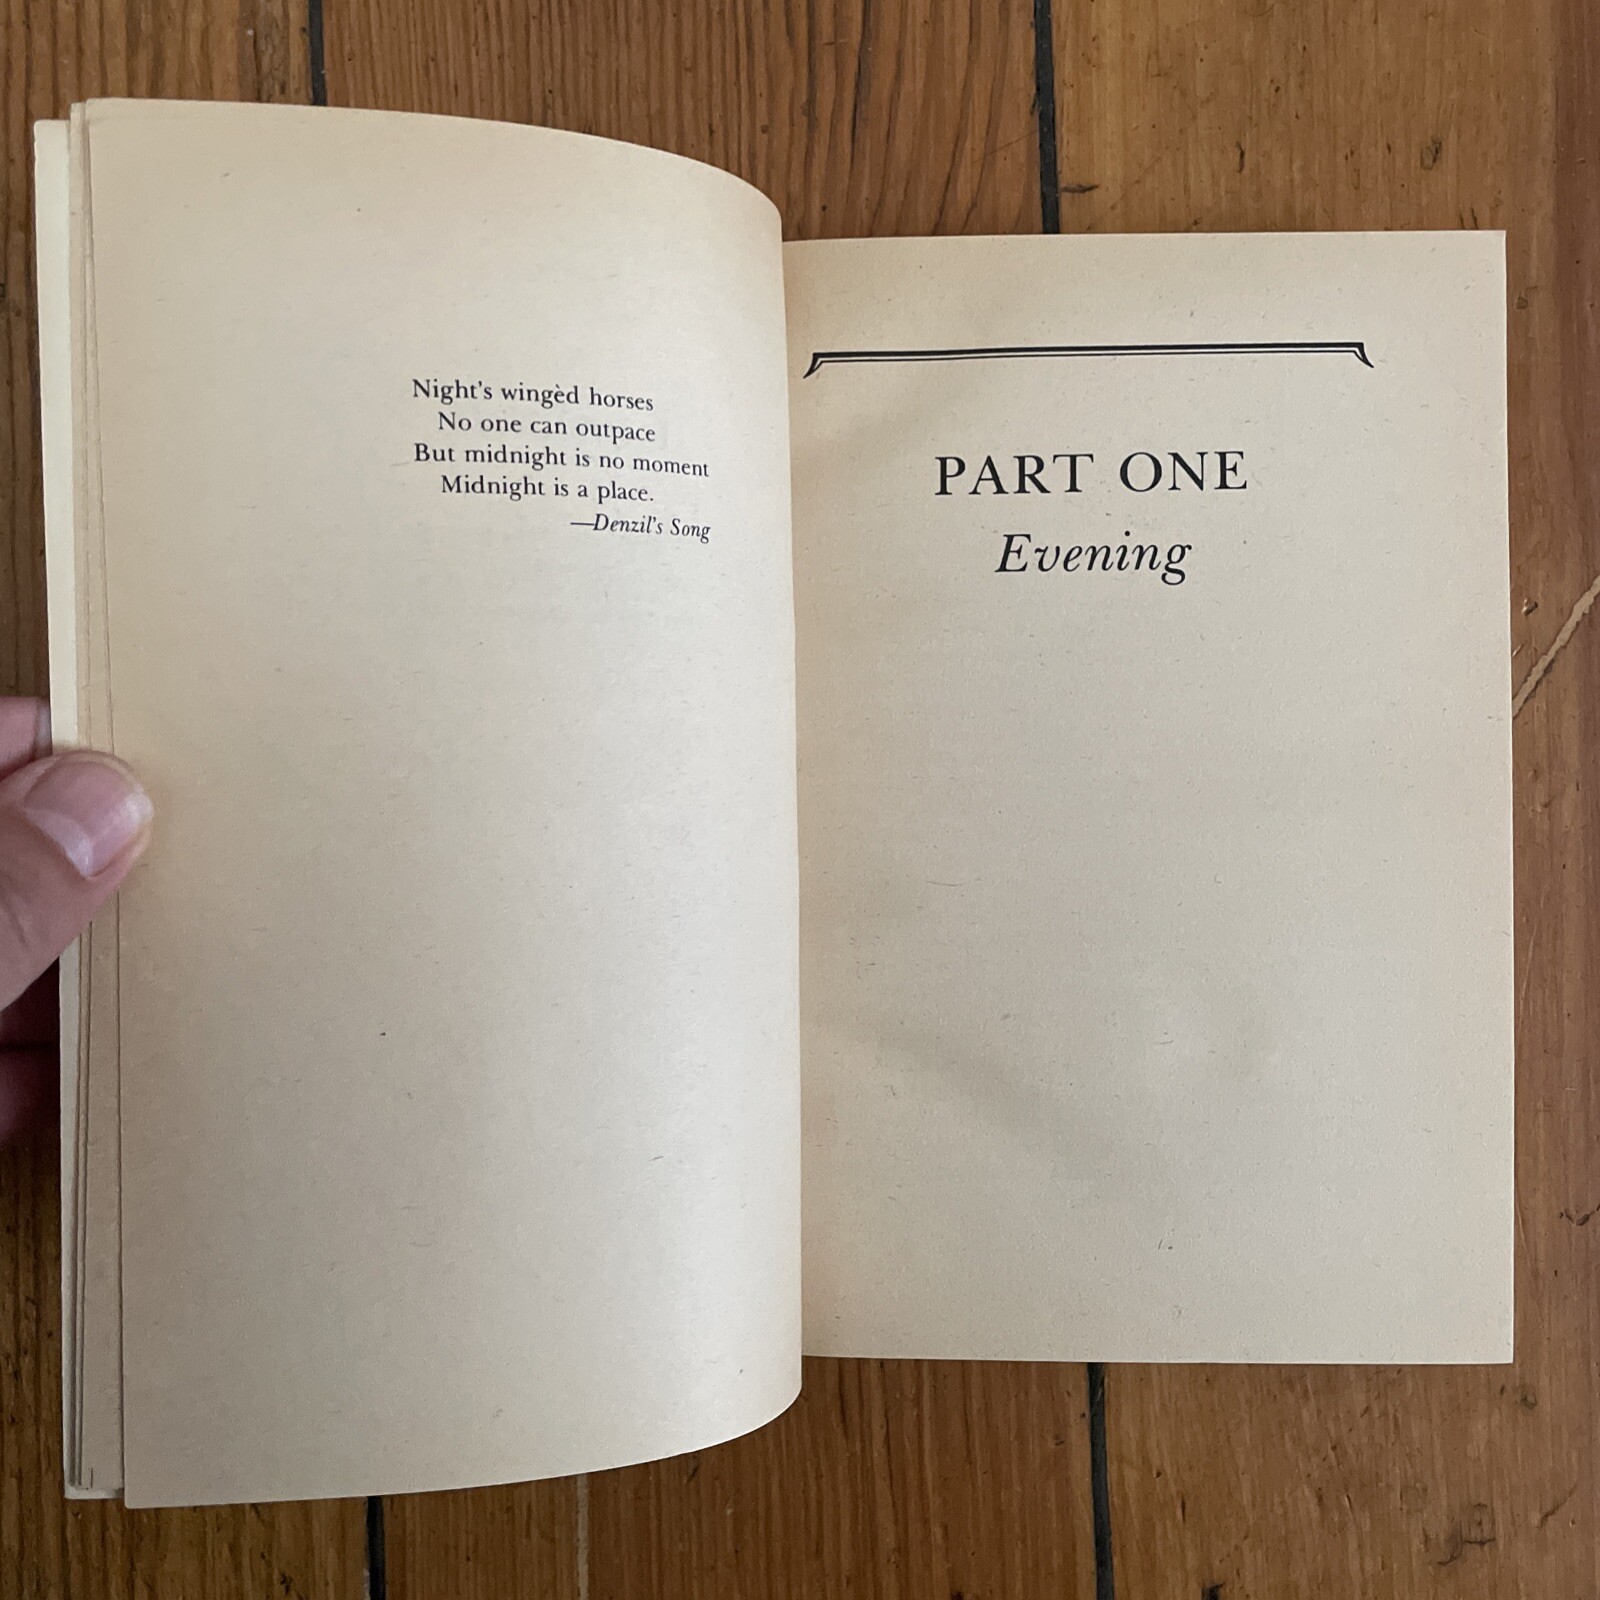 Night's wingèd horses
No one can outpace
But midnight is no moment
Midnight is a place.
—Denzil's Song
PART ONE
Evening